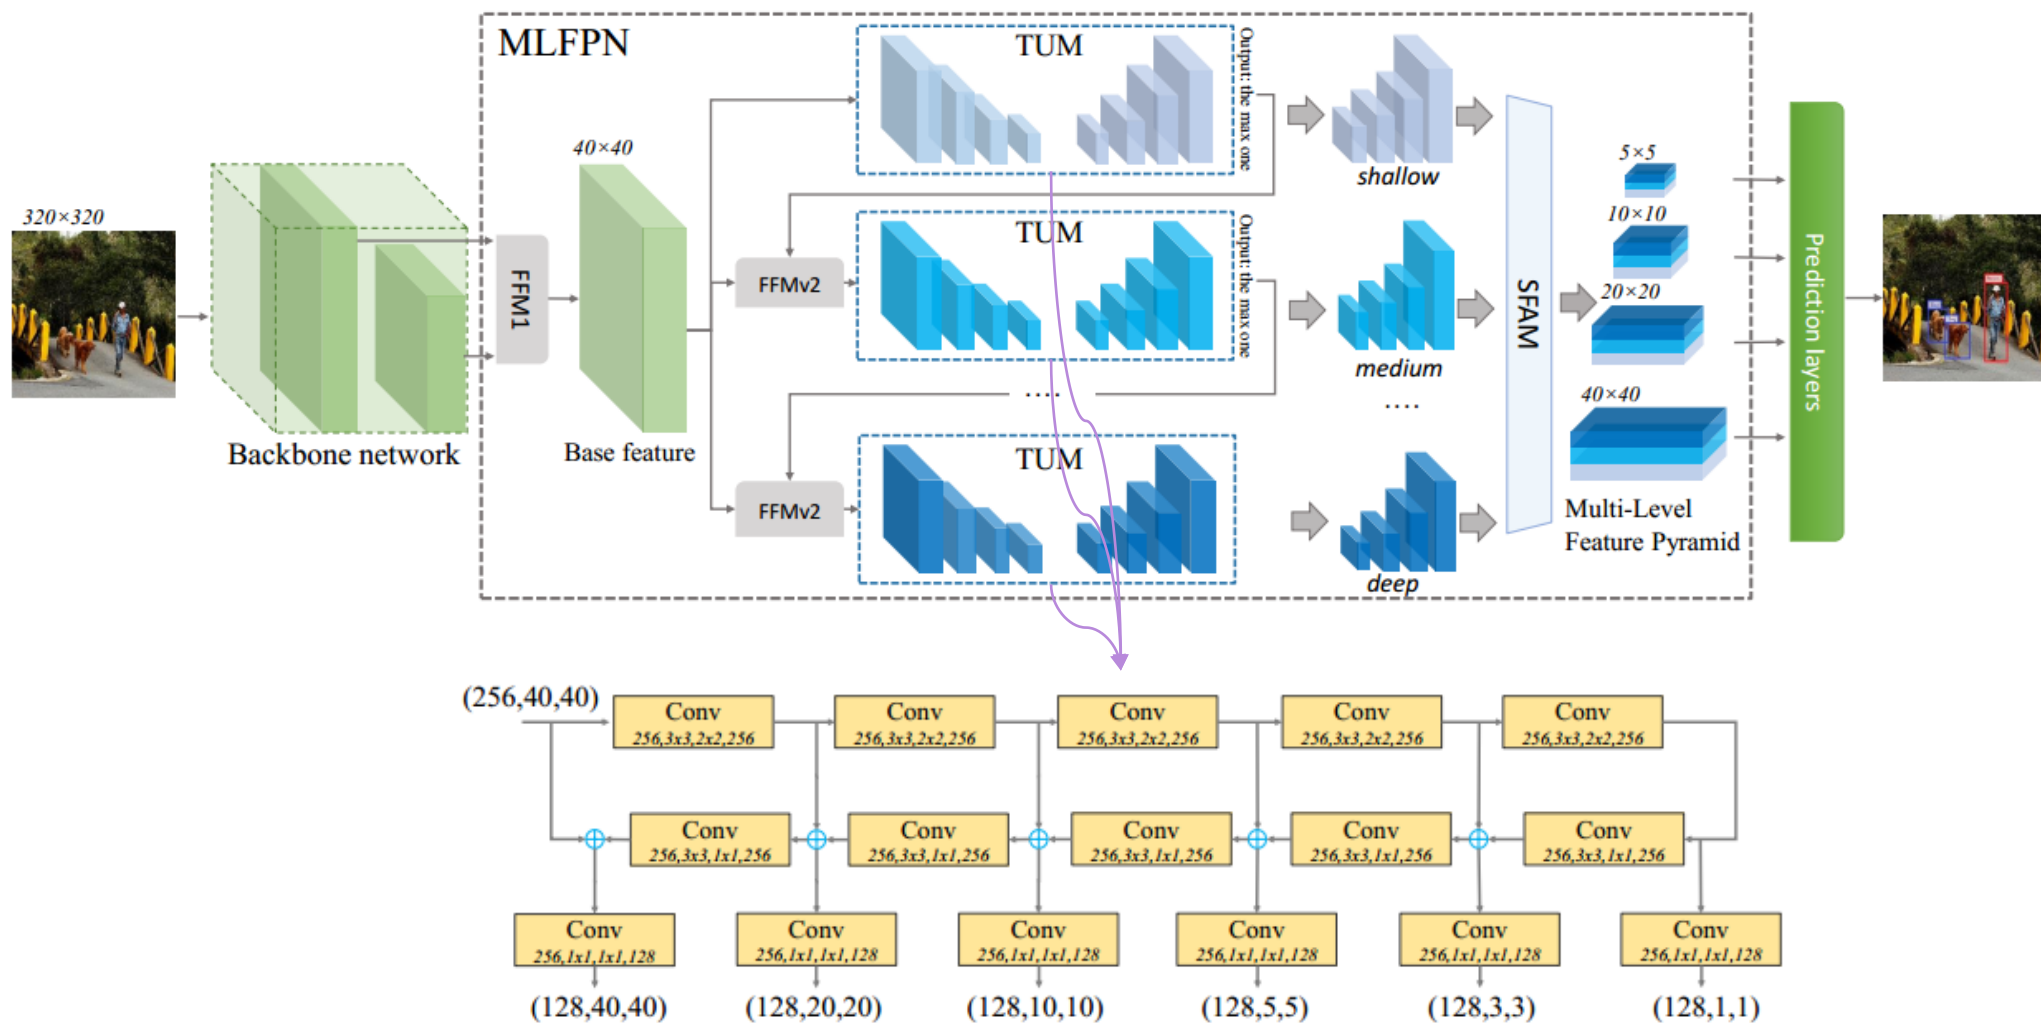 MLFPN
TUM
Output: the max one
shallow
40×40
320×320
5×5
10×10
20×20
40×40
FFM1
FFMv2
TUM
Output: the max one
medium
....
....
SFAM
Prediction layers
Backbone network
Base feature
FFMv2
TUM
deep
Multi-Level
Feature Pyramid
(256,40,40)
Conv
256,3x3,2x2,256
Conv
256,3x3,2x2,256
Conv
256,3x3,2x2,256
Conv
256,3x3,2x2,256
Conv
256,3x3,2x2,256
Conv
256,3x3,1x1,256
Conv
256,3x3,1x1,256
Conv
256,3x3,1x1,256
Conv
256,3x3,1x1,256
Conv
256,3x3,1x1,256
Conv
256,1x1,1x1,128
Conv
256,1x1,1x1,128
Conv
256,1x1,1x1,128
Conv
256,1x1,1x1,128
Conv
256,1x1,1x1,128
Conv
256,1x1,1x1,128
(128,40,40)
(128,20,20)
(128,10,10)
(128,5,5)
(128,3,3)
(128,1,1)